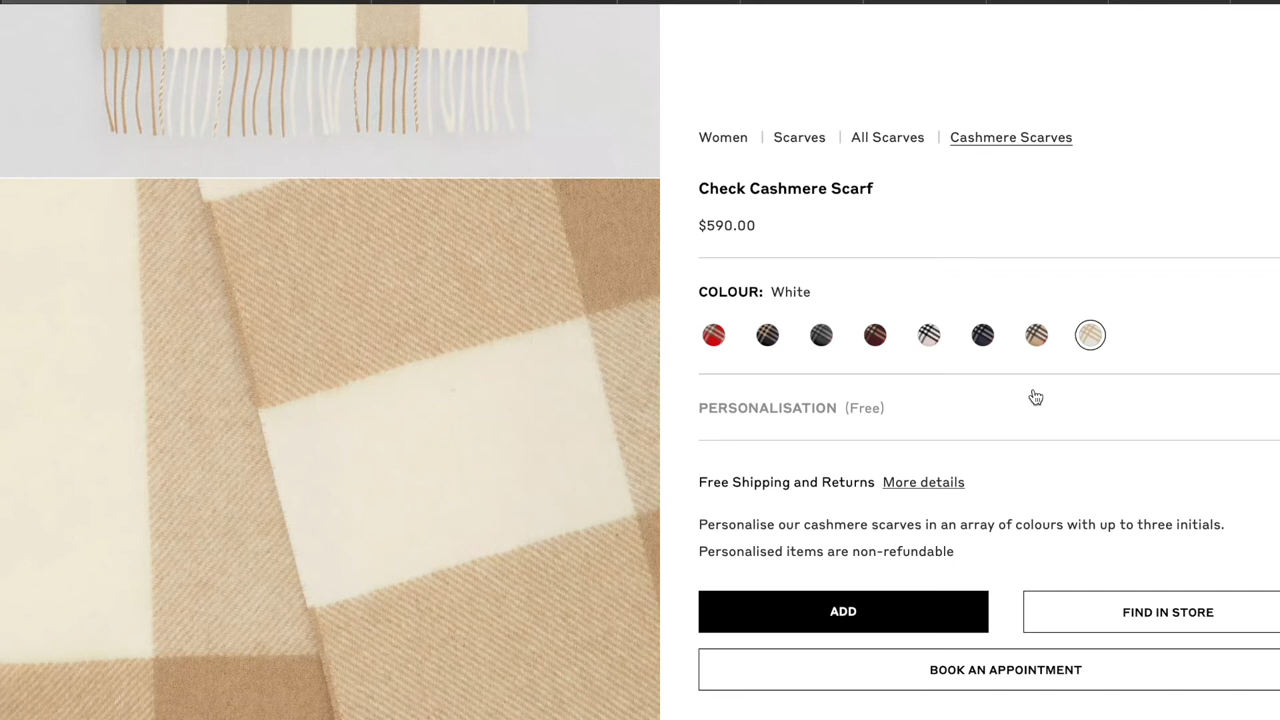 Women | Scarves | All Scarves | Cashmere Scarves
Check Cashmere Scarf
$590.00
COLOUR: White
PERSONALISATION (Free)
Free Shipping and Returns More details
Personalise our cashmere scarves in an array of colours with up to three initials.
Personalised items are non-refundable
ADD
FIND IN STORE
BOOK AN APPOINTMENT